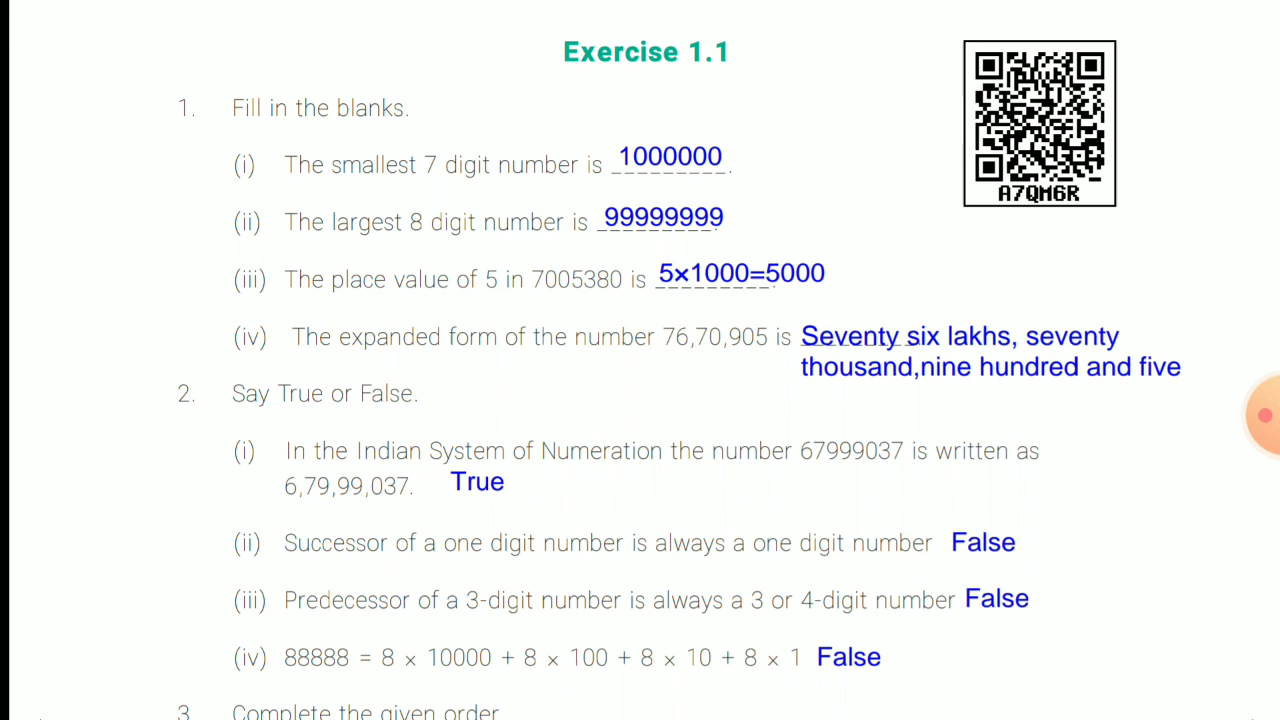 Exercise 1.1
A7QM6R
1. Fill in the blanks.
(i) The smallest 7 digit number is 1000000.
(ii) The largest 8 digit number is 99999999.
(iii) The place value of 5 in 7005380 is 5×1000=5000.
(iv) The expanded form of the number 76,70,905 is Seventy six lakhs, seventy
thousand,nine hundred and five
2. Say True or False.
(i) In the Indian System of Numeration the number 67999037 is written as
6,79,99,037. True
(ii) Successor of a one digit number is always a one digit number False
(iii) Predecessor of a 3-digit number is always a 3 or 4-digit number False
(iv) 88888 = 8 × 10000 + 8 × 100 + 8 × 10 + 8 × 1 False
3. Complete the given order